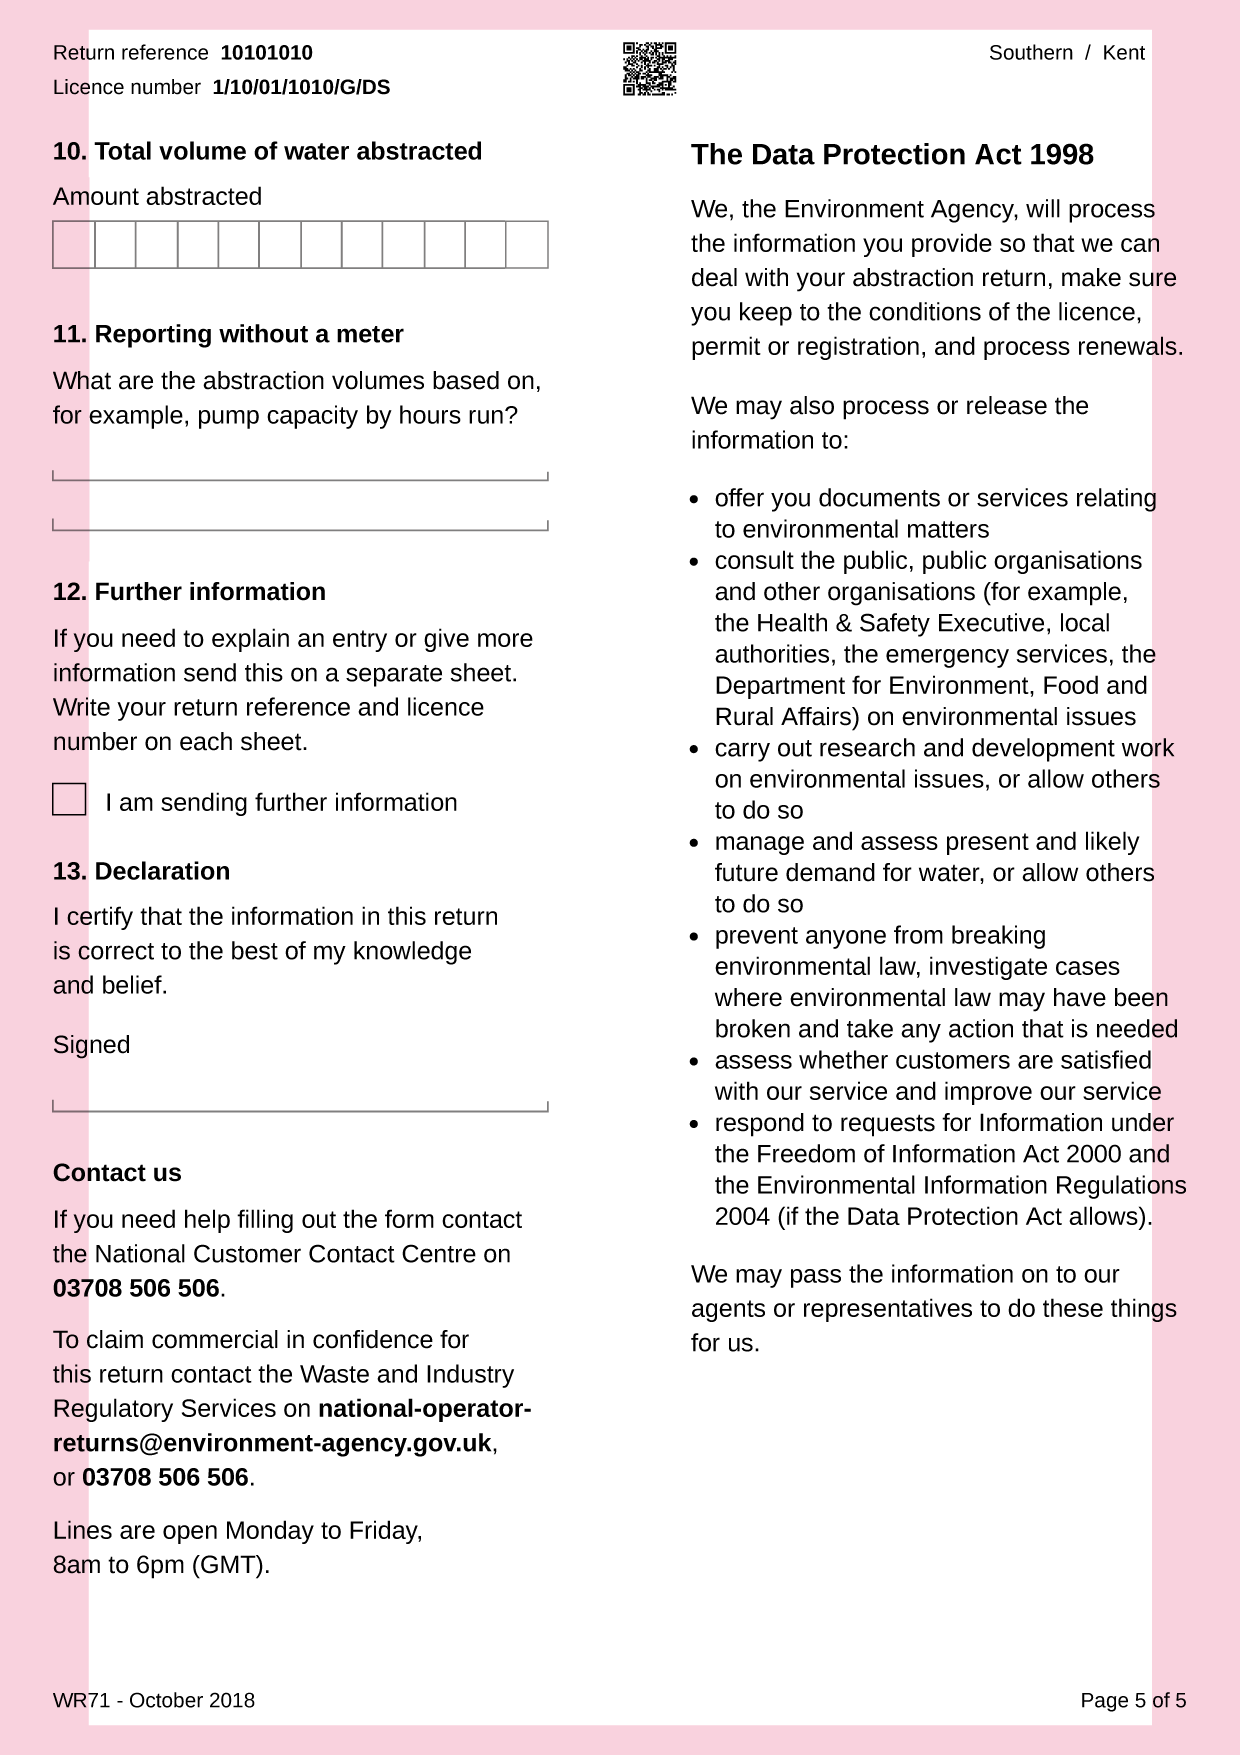 Return reference 10101010
Licence number 1/10/01/1010/G/DS
Southern / Kent
10. Total volume of water abstracted
Amount abstracted
11. Reporting without a meter
What are the abstraction volumes based on,
for example, pump capacity by hours run?
12. Further information
If you need to explain an entry or give more
information send this on a separate sheet.
Write your return reference and licence
number on each sheet.
I am sending further information
13. Declaration
I certify that the information in this return
is correct to the best of my knowledge
and belief.
Signed
Contact us
If you need help filling out the form contact
the National Customer Contact Centre on
03708 506 506.
To claim commercial in confidence for
this return contact the Waste and Industry
Regulatory Services on national-operator-
returns@environment-agency.gov.uk,
or 03708 506 506.
Lines are open Monday to Friday,
8am to 6pm (GMT).
The Data Protection Act 1998
We, the Environment Agency, will process
the information you provide so that we can
deal with your abstraction return, make sure
you keep to the conditions of the licence,
permit or registration, and process renewals.
We may also process or release the
information to:
• offer you documents or services relating
to environmental matters
• consult the public, public organisations
and other organisations (for example,
the Health & Safety Executive, local
authorities, the emergency services, the
Department for Environment, Food and
Rural Affairs) on environmental issues
• carry out research and development work
on environmental issues, or allow others
to do so
• manage and assess present and likely
future demand for water, or allow others
to do so
• prevent anyone from breaking
environmental law, investigate cases
where environmental law may have been
broken and take any action that is needed
• assess whether customers are satisfied
with our service and improve our service
• respond to requests for Information under
the Freedom of Information Act 2000 and
the Environmental Information Regulations
2004 (if the Data Protection Act allows).
We may pass the information on to our
agents or representatives to do these things
for us.
WR71 - October 2018
Page 5 of 5